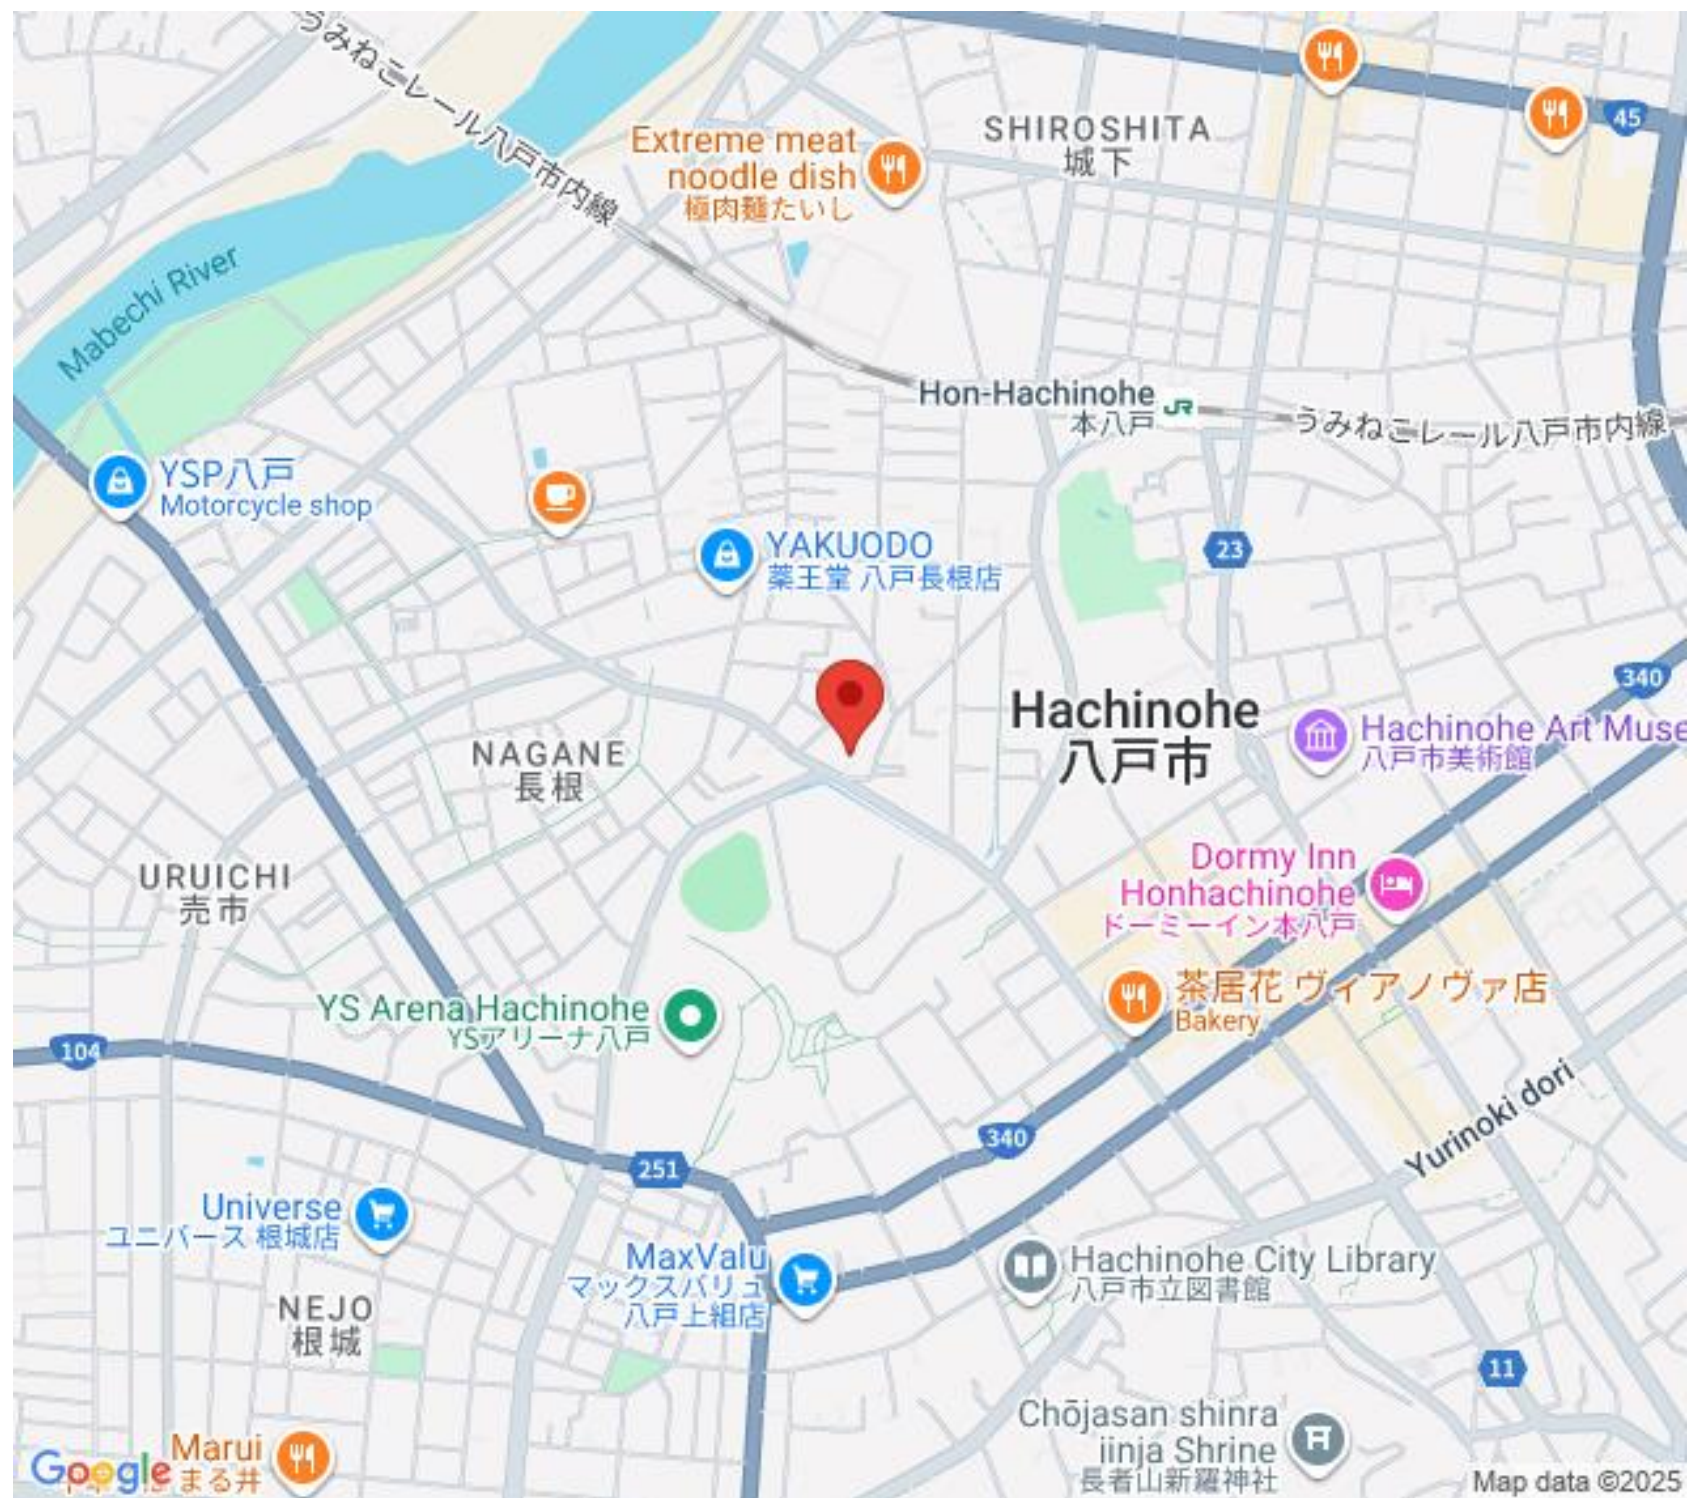 うみねこレール八戸市内線
45
SHIROSHITA
城下
Extreme meat
noodle dish
極肉麺たいし
Mabechi River
Hon-Hachinohe
本八戸
JR
うみねこレール八戸市内線
YSP八戸
Motorcycle shop
YAKUODO
薬王堂 八戸長根店
23
340
Hachinohe
八戸市
Hachinohe Art Muse
八戸市美術館
NAGANE
長根
URUICHI
売市
Dormy Inn
Honhachinohe
ドーミーイン本八戸
茶居花 ヴィアノヴァ店
Bakery
YS Arena Hachinohe
YSアリーナ八戸
104
Yurinoki dori
340
251
Universe
ユニバース 根城店
MaxValu
マックスバリュ
八戸上組店
Hachinohe City Library
八戸市立図書館
NEJO
根城
11
Chōjasan shinra
jinja Shrine
長者山新羅神社
Marui
まる井
Google
Map data ©2025